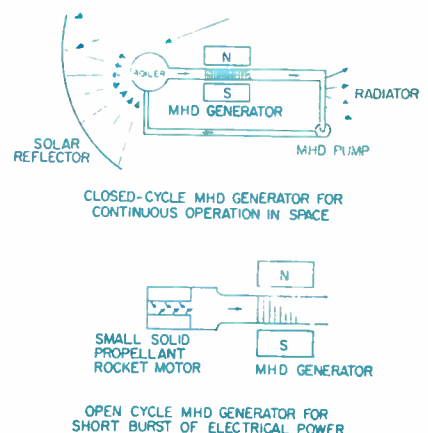 N
BOILER
S
MHD GENERATOR
RADIATOR
SOLAR
REFLECTOR
MHD PUMP
CLOSED-CYCLE MHD GENERATOR FOR
CONTINUOUS OPERATION IN SPACE
N
SMALL SOLID
PROPELLANT
ROCKET MOTOR
S
MHD GENERATOR
OPEN CYCLE MHD GENERATOR FOR
SHORT BURST OF ELECTRICAL POWER